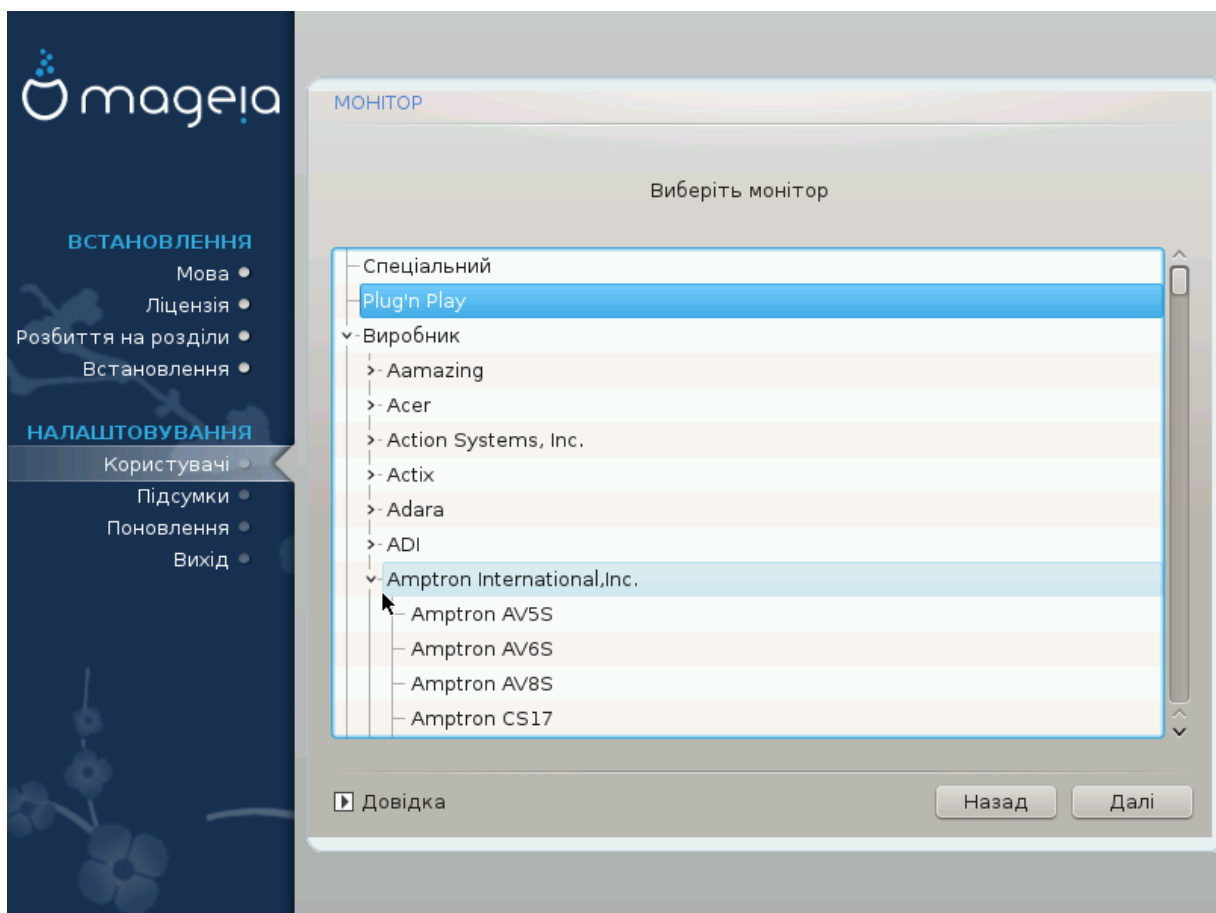 mageia
ВСТАНОВЛЕННЯ
Мова
Ліцензія
Розбиття на розділи
Встановлення
НАЛАШТОВУВАННЯ
Користувачі
Підсумки
Поновлення
Вихід
МОНІТОР
Виберіть монітор
Спеціальний
Plug'n Play
Виробник
Aamazing
Acer
Action Systems, Inc.
Actix
Adara
ADI
Amptron International,Inc.
Amptron AV5S
Amptron AV6S
Amptron AV8S
Amptron CS17
Довідка
Назад
Далі